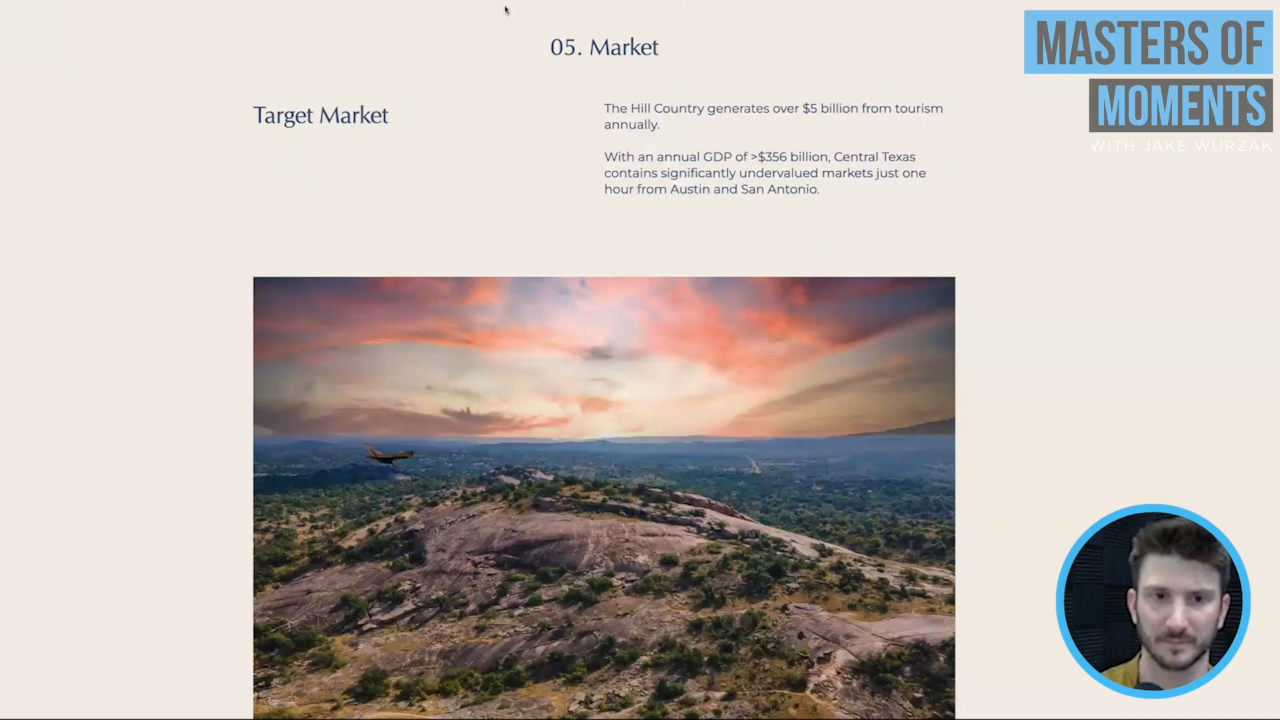 05. Market
Target Market
The Hill Country generates over $5 billion from tourism
annually.
With an annual GDP of >$356 billion, Central Texas
contains significantly undervalued markets just one
hour from Austin and San Antonio.
MASTERS OF
MOMENTS
WITH JAKE WURZAK